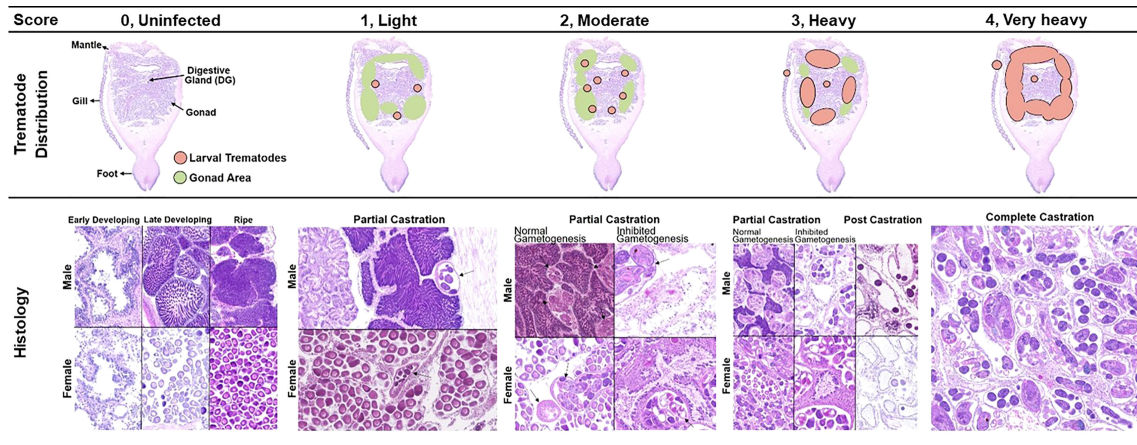 Score 0, Uninfected 1, Light 2, Moderate 3, Heavy 4, Very heavy
Trematode
Distribution
Mantle
Digestive
Gland (DG)
Gill
Gonad
Foot
Larval Trematodes
Gonad Area
Histology
Early Developing Late Developing Ripe
Male
Female
Partial Castration
Male
Female
Partial Castration
Normal Inhibited
Gametogenesis Gametogenesis
Male
Female
Partial Castration Post Castration
Normal Inhibited
Gametogenesis Gametogenesis
Male
Female
Complete Castration